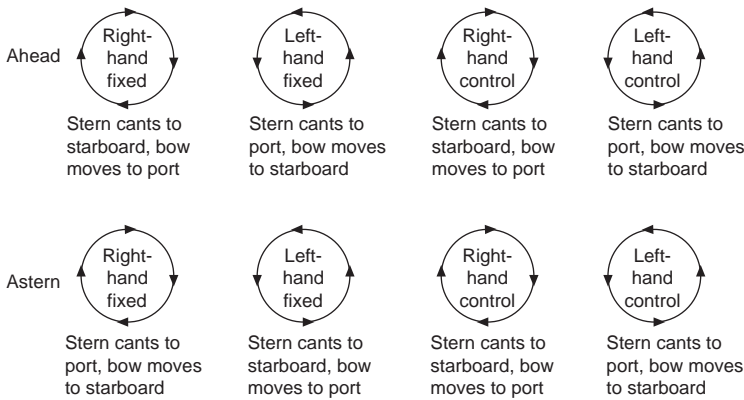 Ahead
Right-
hand
fixed
Left-
hand
fixed
Right-
hand
control
Left-
hand
control
Stern cants to
starboard, bow
moves to port
Stern cants to
port, bow moves
to starboard
Stern cants to
starboard, bow
moves to port
Stern cants to
port, bow moves
to starboard
Astern
Right-
hand
fixed
Left-
hand
fixed
Right-
hand
control
Left-
hand
control
Stern cants to
port, bow moves
to starboard
Stern cants to
starboard, bow
moves to port
Stern cants to
starboard, bow
moves to port
Stern cants to
port, bow moves
to starboard